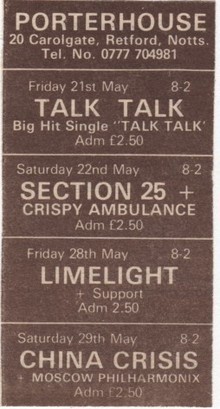 PORTERHOUSE
20 Carolgate, Retford, Notts.
Tel. No. 0777 704981
Friday 21st May 8-2
TALK TALK
Big Hit Single "TALK TALK'
Adm £2.50
Saturday 22nd May 8-2
SECTION 25 +
CRISPY AMBULANCE
Adm £2.50
Friday 28th May 8-2
LIMELIGHT
+ Support
Adm 2.50
Saturday 29th May 8-2
CHINA CRISIS
+ MOSCOW PHILHARMONIX
Adm £2.50